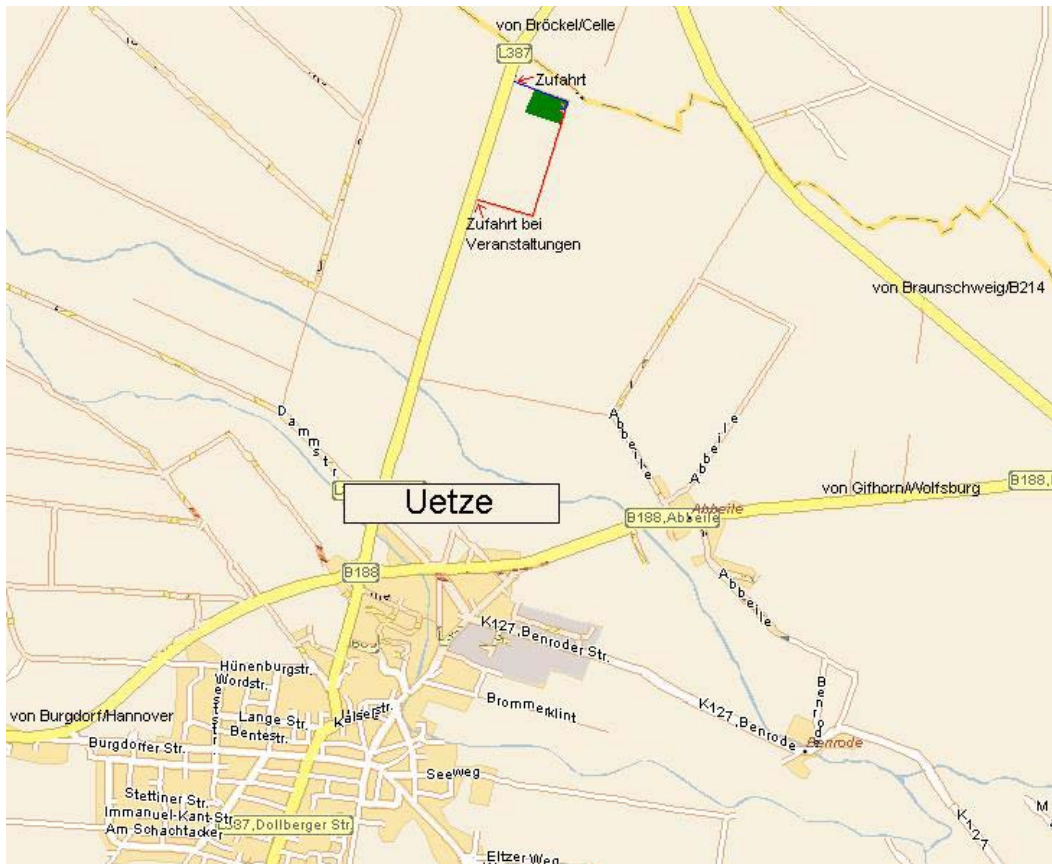 von Bröckel/Celle
L387
Zufahrt
Zufahrt bei
Veranstaltungen
von Braunschweig/B214
Dammstr.
Abbeile
Abbeile
von Gifhorn/Wolfsburg
B188
Uetze
B188,Abbeile
Abbeile
B188
Abbeile
K127,Benroder Str.
Hünenburgstr.
Wordstr.
Benrode
Kaiserstr.
Brommerklint
K127,Benrode
von Burgdorf/Hannover
Lange Str.
Bentestr.
Benrode
Burgdorfer Str.
Seeweg
Stettiner Str.
Immanuel-Kant-Str.
Am Schachtacker
L387,Dollberger Str.
K127
Eltzer Weg